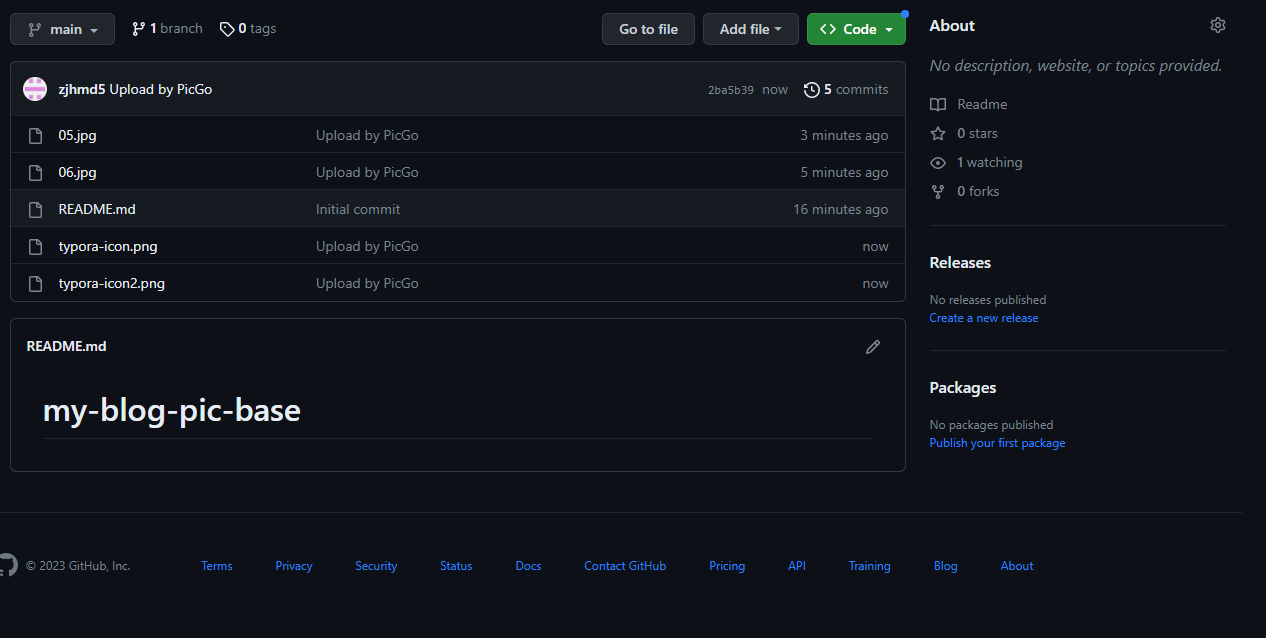 main 1 branch 0 tags Go to file Add file Code
zjhmd5 Upload by PicGo 2ba5b39 now 5 commits
05.jpg Upload by PicGo 3 minutes ago
06.jpg Upload by PicGo 5 minutes ago
README.md Initial commit 16 minutes ago
typora-icon.png Upload by PicGo now
typora-icon2.png Upload by PicGo now
README.md
my-blog-pic-base
About
No description, website, or topics provided.
Readme
0 stars
1 watching
0 forks
Releases
No releases published
Create a new release
Packages
No packages published
Publish your first package
© 2023 GitHub, Inc. Terms Privacy Security Status Docs Contact GitHub Pricing API Training Blog About